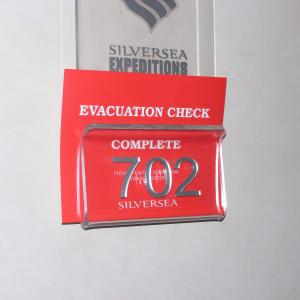 SILVERSEA
EXPEDITIONS
EVACUATION CHECK
COMPLETE
702
SILVERSEA